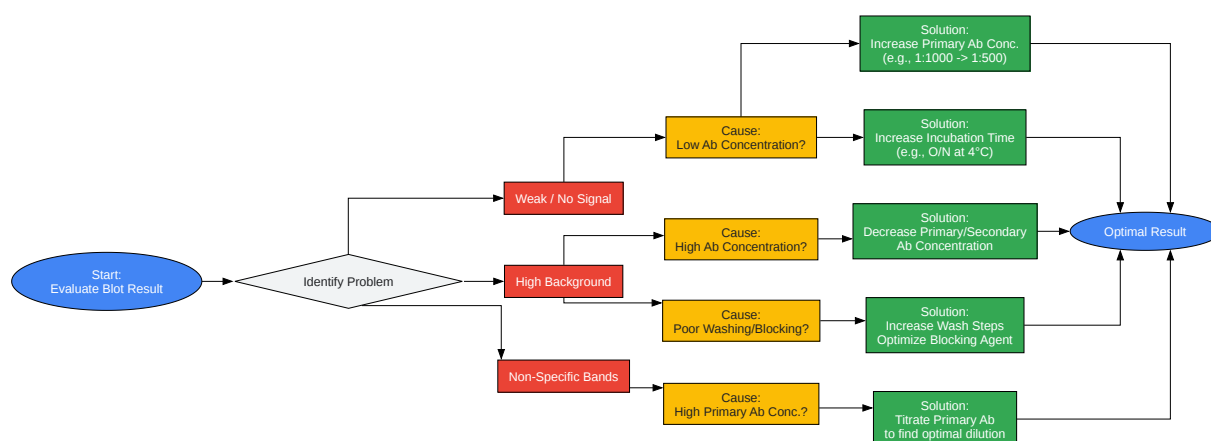 Start:
Evaluate Blot Result
Identify Problem
Weak / No Signal
High Background
Non-Specific Bands
Cause:
Low Ab Concentration?
Cause:
High Ab Concentration?
Cause:
Poor Washing/Blocking?
Cause:
High Primary Ab Conc.?
Solution:
Increase Primary Ab Conc.
(e.g., 1:1000 -> 1:500)
Solution:
Increase Incubation Time
(e.g., O/N at 4°C)
Solution:
Decrease Primary/Secondary
Ab Concentration
Solution:
Increase Wash Steps
Optimize Blocking Agent
Solution:
Titrate Primary Ab
to find optimal dilution
Optimal Result